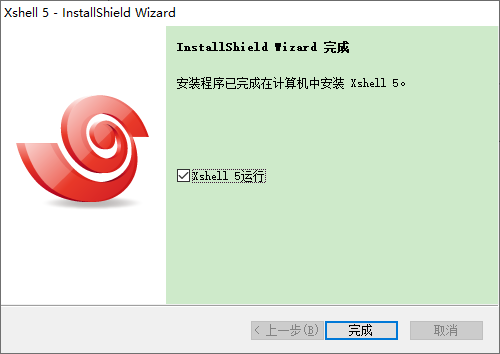 Xshell 5 - InstallShield Wizard
InstallShield Wizard 完成
安装程序已完成在计算机中安装 Xshell 5。
Xshell 5运行
< 上一步(B)
完成
取消